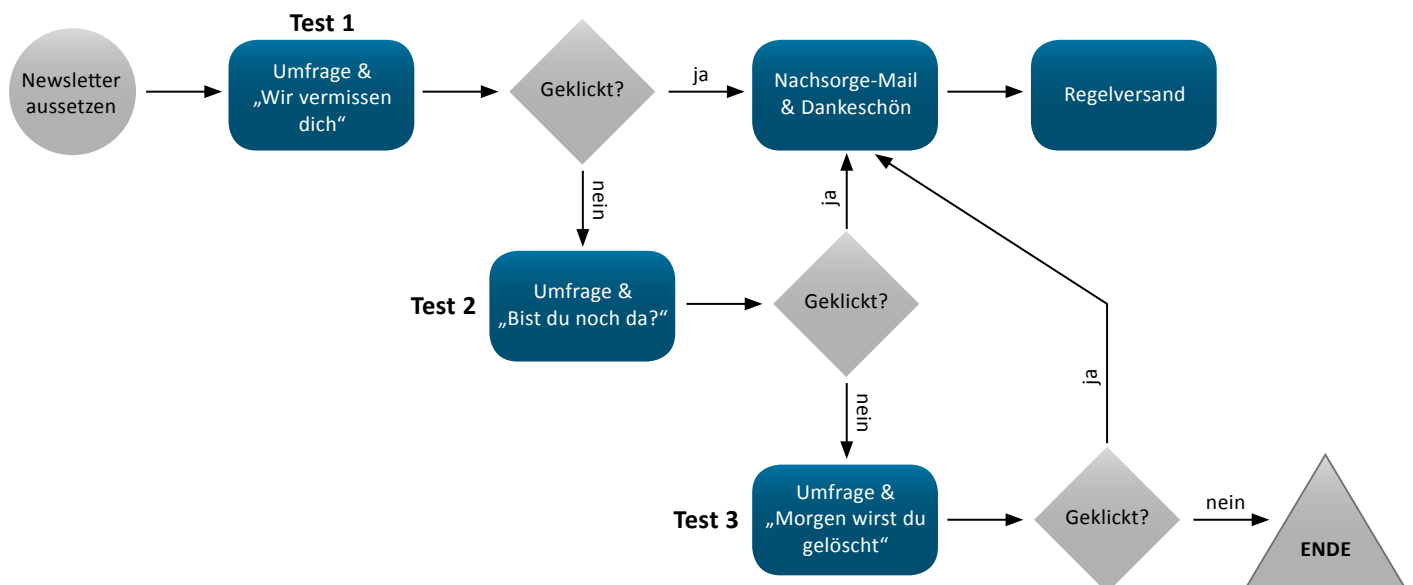 Test 1
Newsletter
aussetzen
Umfrage &
„Wir vermissen
dich“
Geklickt?
ja
Nachsorge-Mail
& Dankeschön
Regelversand
nein
ja
Test 2
Umfrage &
„Bist du noch da?“
Geklickt?
nein
ja
Test 3
Umfrage &
„Morgen wirst du
gelöscht“
Geklickt?
nein
ENDE